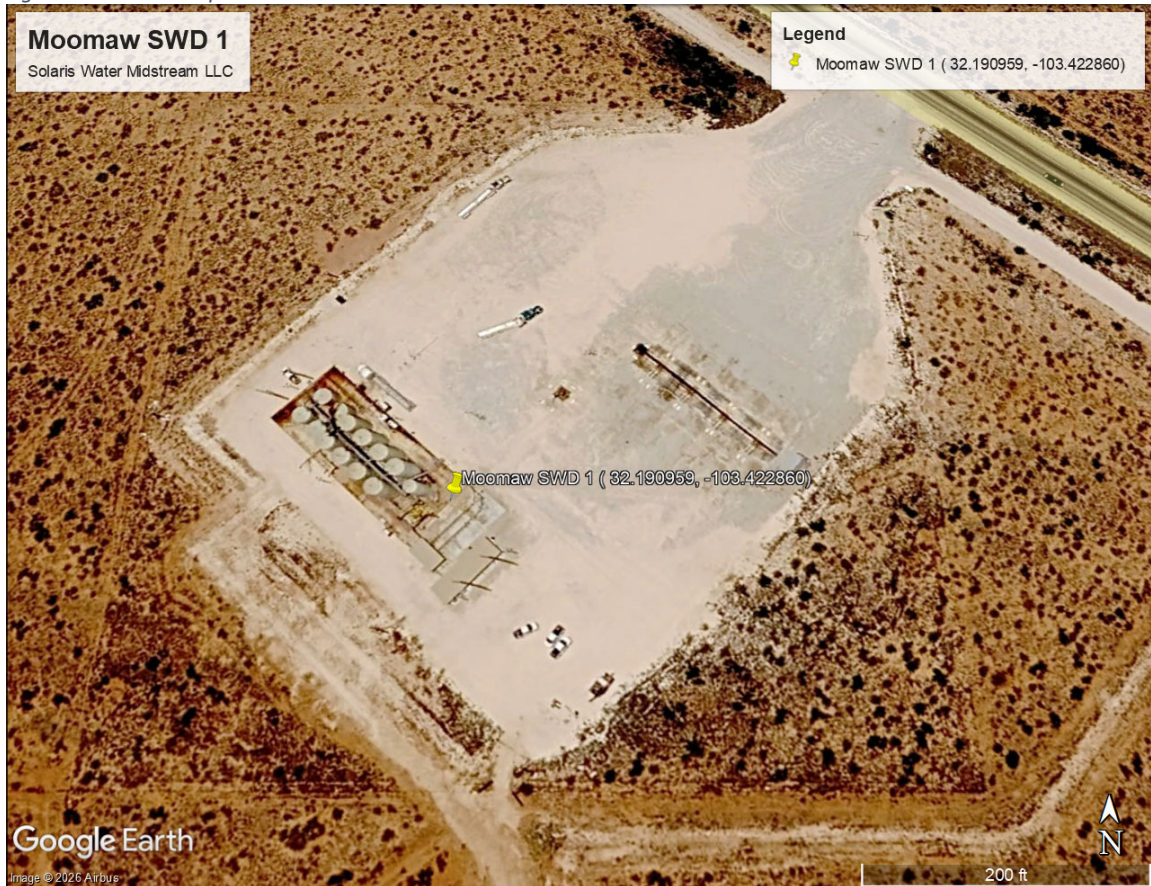 Moomaw SWD 1
Solaris Water Midstream LLC
Legend
Moomaw SWD 1 ( 32.190959, -103.422860)
Moomaw SWD 1 ( 32.190959, -103.422860)
Google Earth
N
Image © 2026 Airbus
200 ft